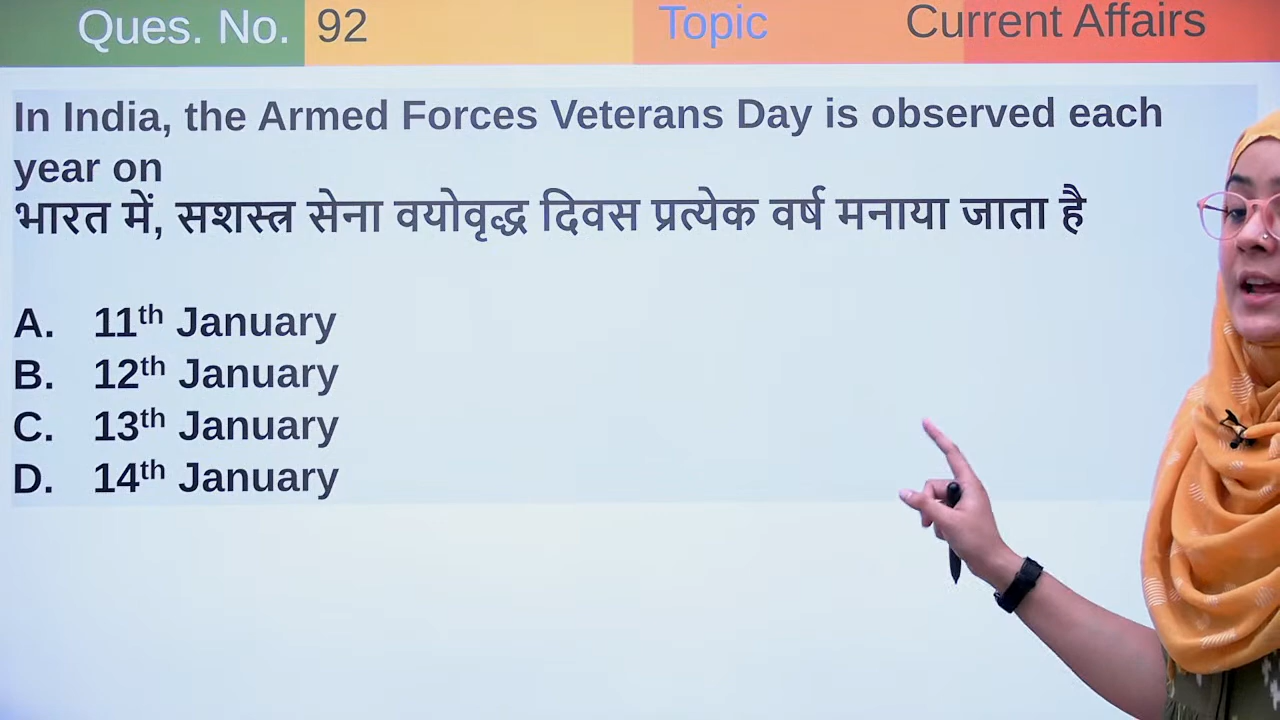 Ques. No. 92 Topic Current Affairs
In India, the Armed Forces Veterans Day is observed each
year on
भारत में, सशस्त्र सेना वयोवृद्ध दिवस प्रत्येक वर्ष मनाया जाता है
A. 11th January
B. 12th January
C. 13th January
D. 14th January